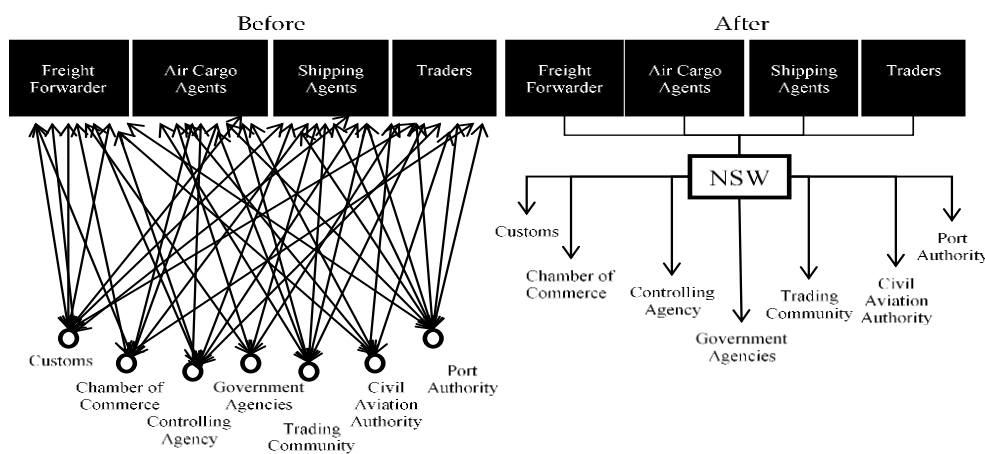 Before
After
Freight
Forwarder
Air Cargo
Agents
Shipping
Agents
Traders
Freight
Forwarder
Air Cargo
Agents
Shipping
Agents
Traders
NSW
Customs
Chamber of
Commerce
Controlling
Agency
Government
Agencies
Trading
Community
Civil
Aviation
Authority
Port
Authority
Customs
Chamber of
Commerce
Controlling
Agency
Government
Agencies
Trading
Community
Civil
Aviation
Authority
Port
Authority